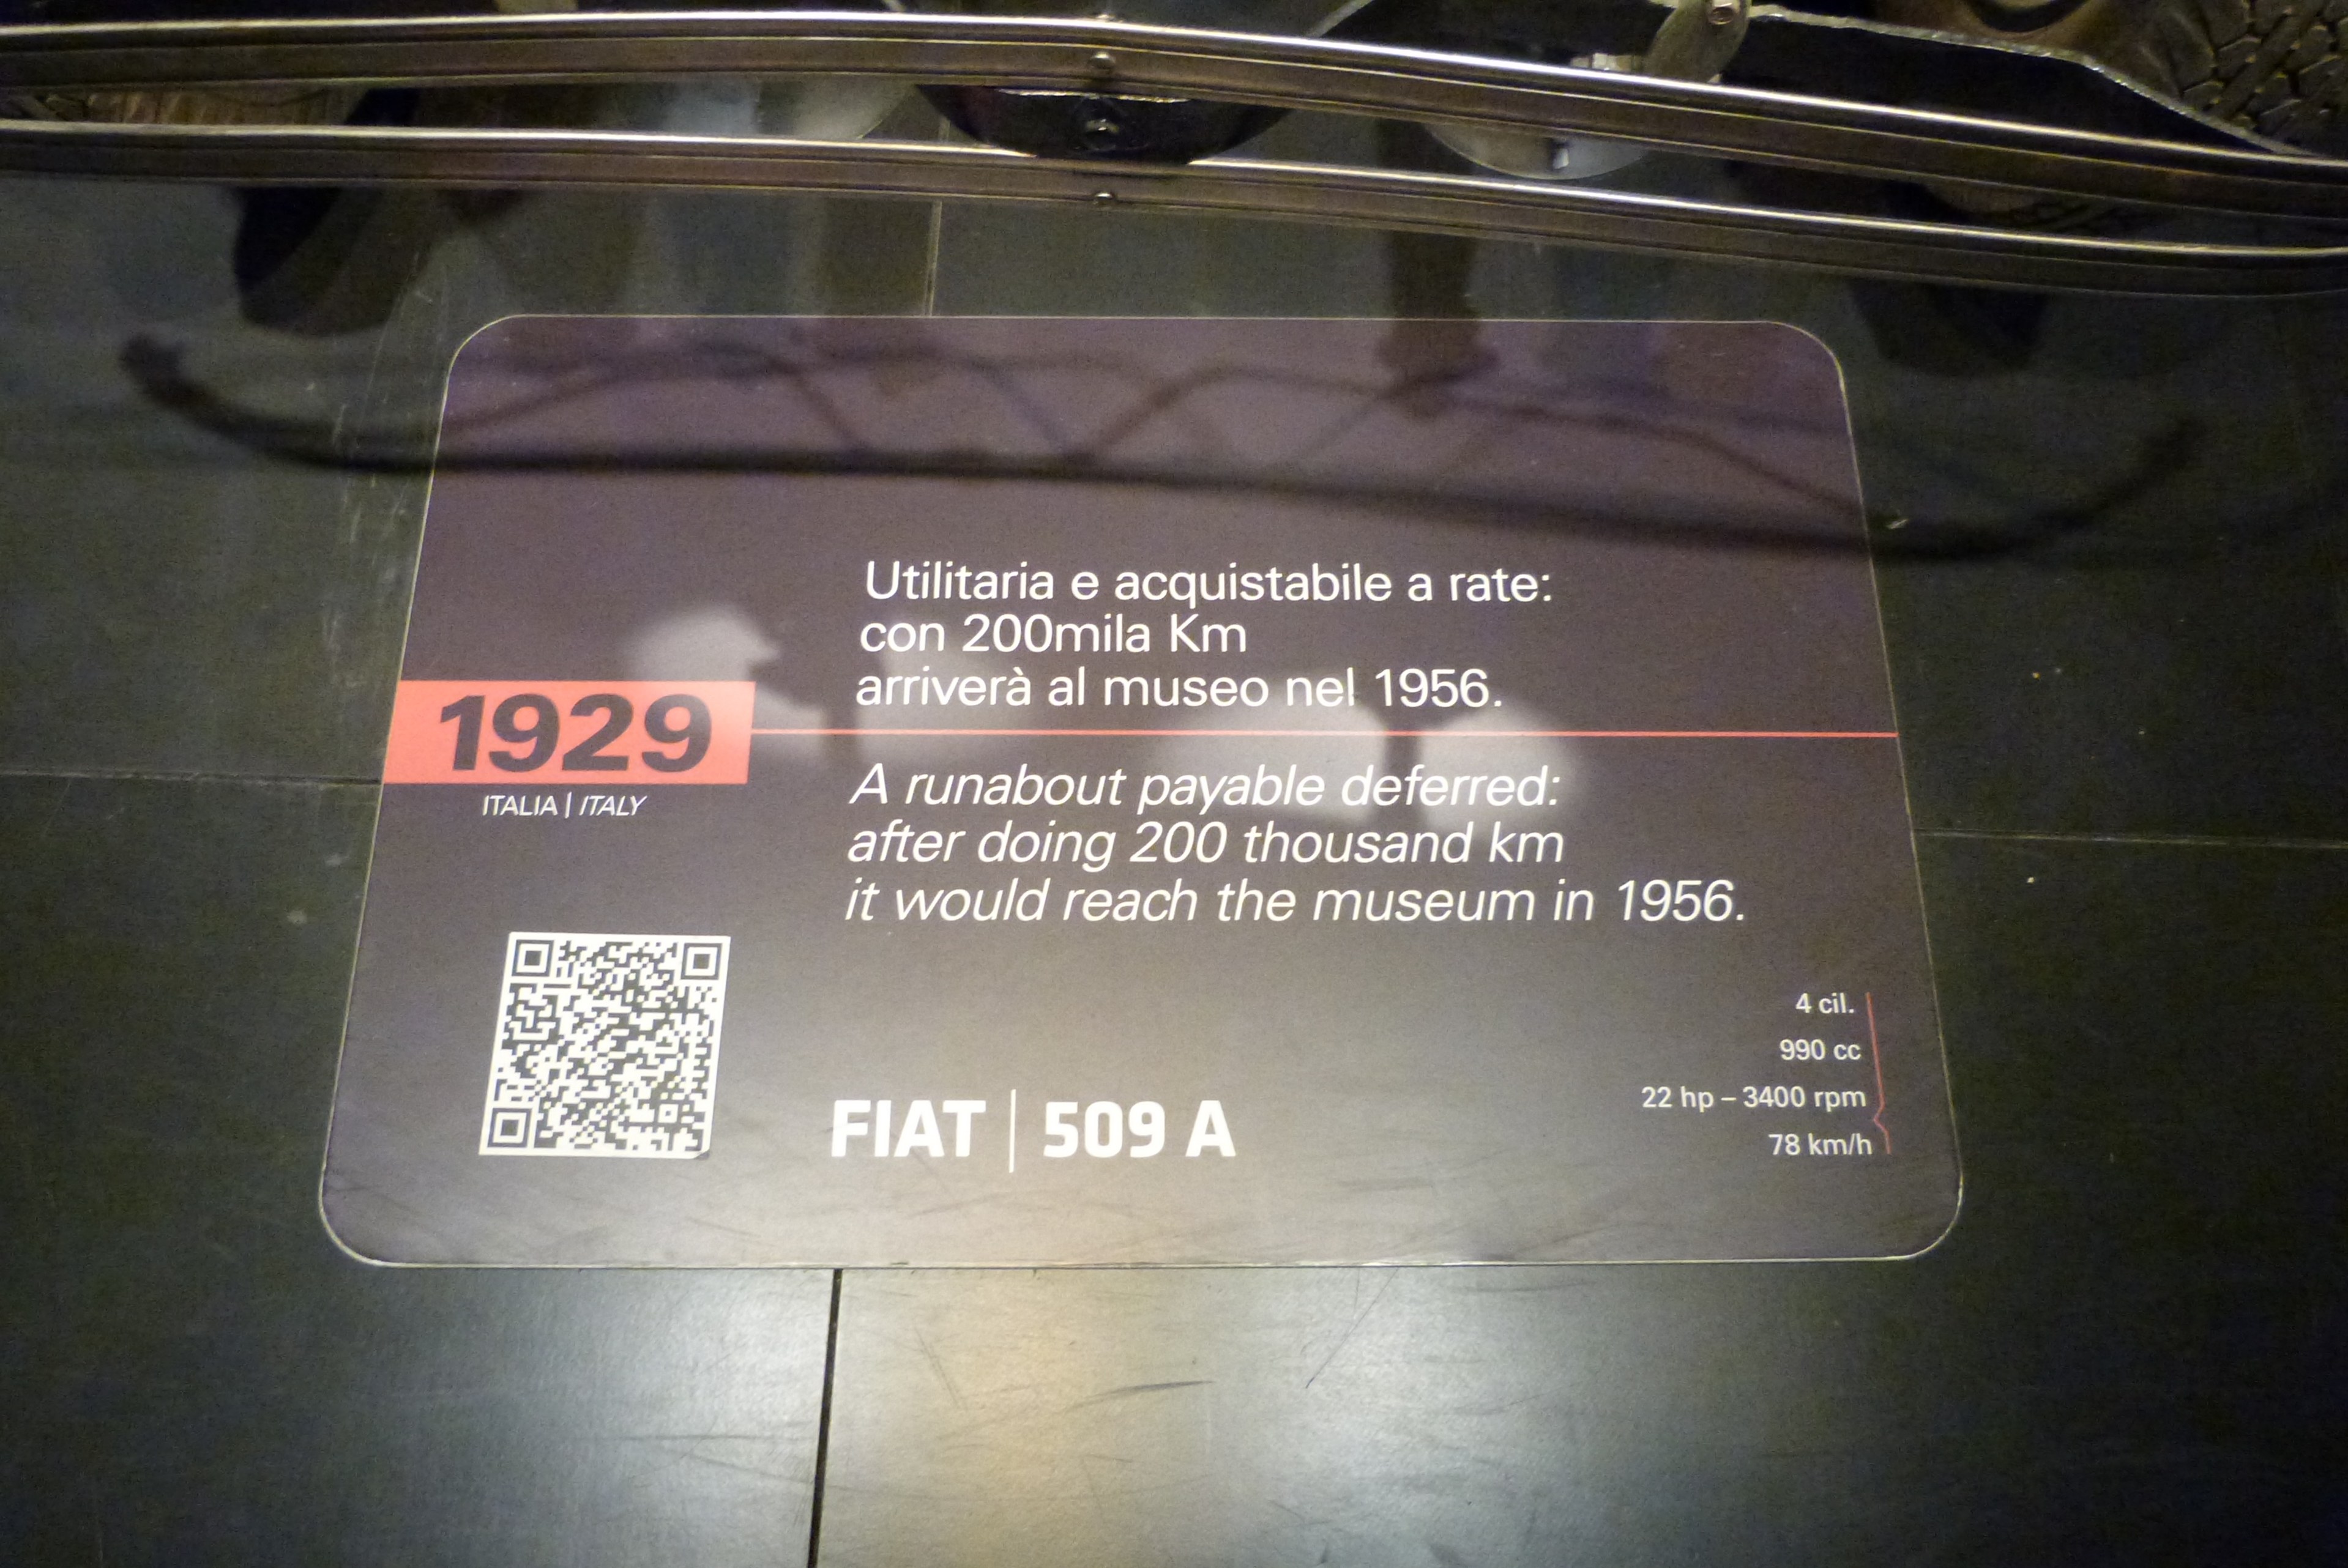 Utilitaria e acquistabile a rate:
con 200mila Km
arriverà al museo nel 1956.
1929
ITALIA | ITALY
A runabout payable deferred:
after doing 200 thousand km
it would reach the museum in 1956.
FIAT | 509 A
4 cil.
990 cc
22 hp – 3400 rpm
78 km/h